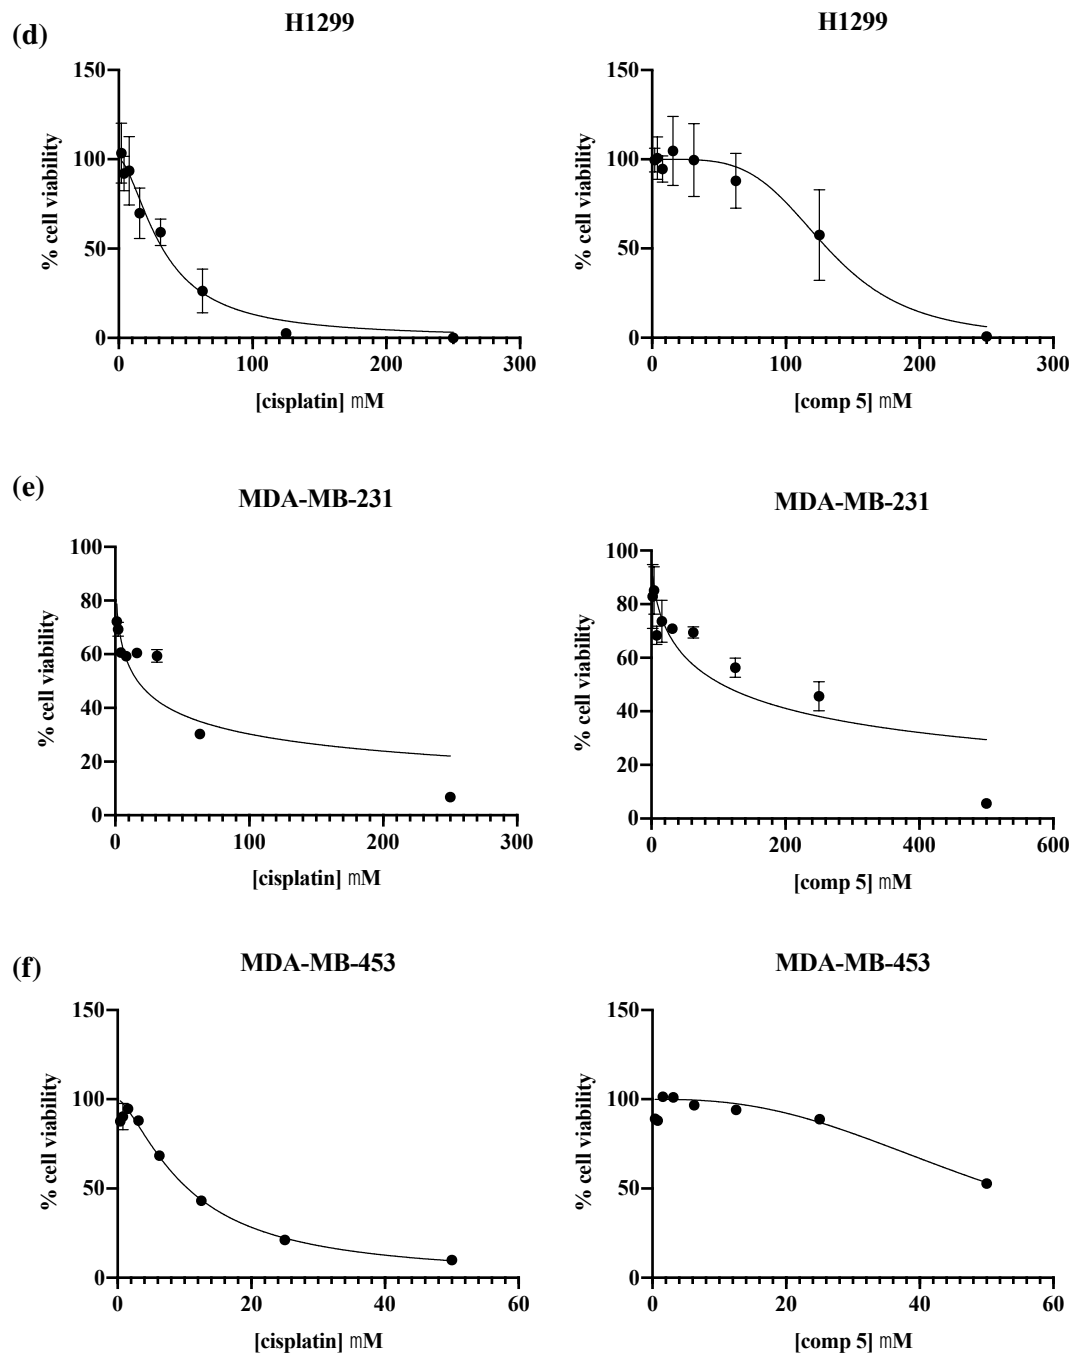 (d)
H1299
150
100
50
0
% cell viability
0 100 200 300
[cisplatin] mM
H1299
150
100
50
0
% cell viability
0 100 200 300
[comp 5] mM
(e)
MDA-MB-231
100
80
60
40
20
0
% cell viability
0 100 200 300
[cisplatin] mM
MDA-MB-231
100
80
60
40
20
0
% cell viability
0 200 400 600
[comp 5] mM
(f)
MDA-MB-453
150
100
50
0
% cell viability
0 20 40 60
[cisplatin] mM
MDA-MB-453
150
100
50
0
% cell viability
0 20 40 60
[comp 5] mM